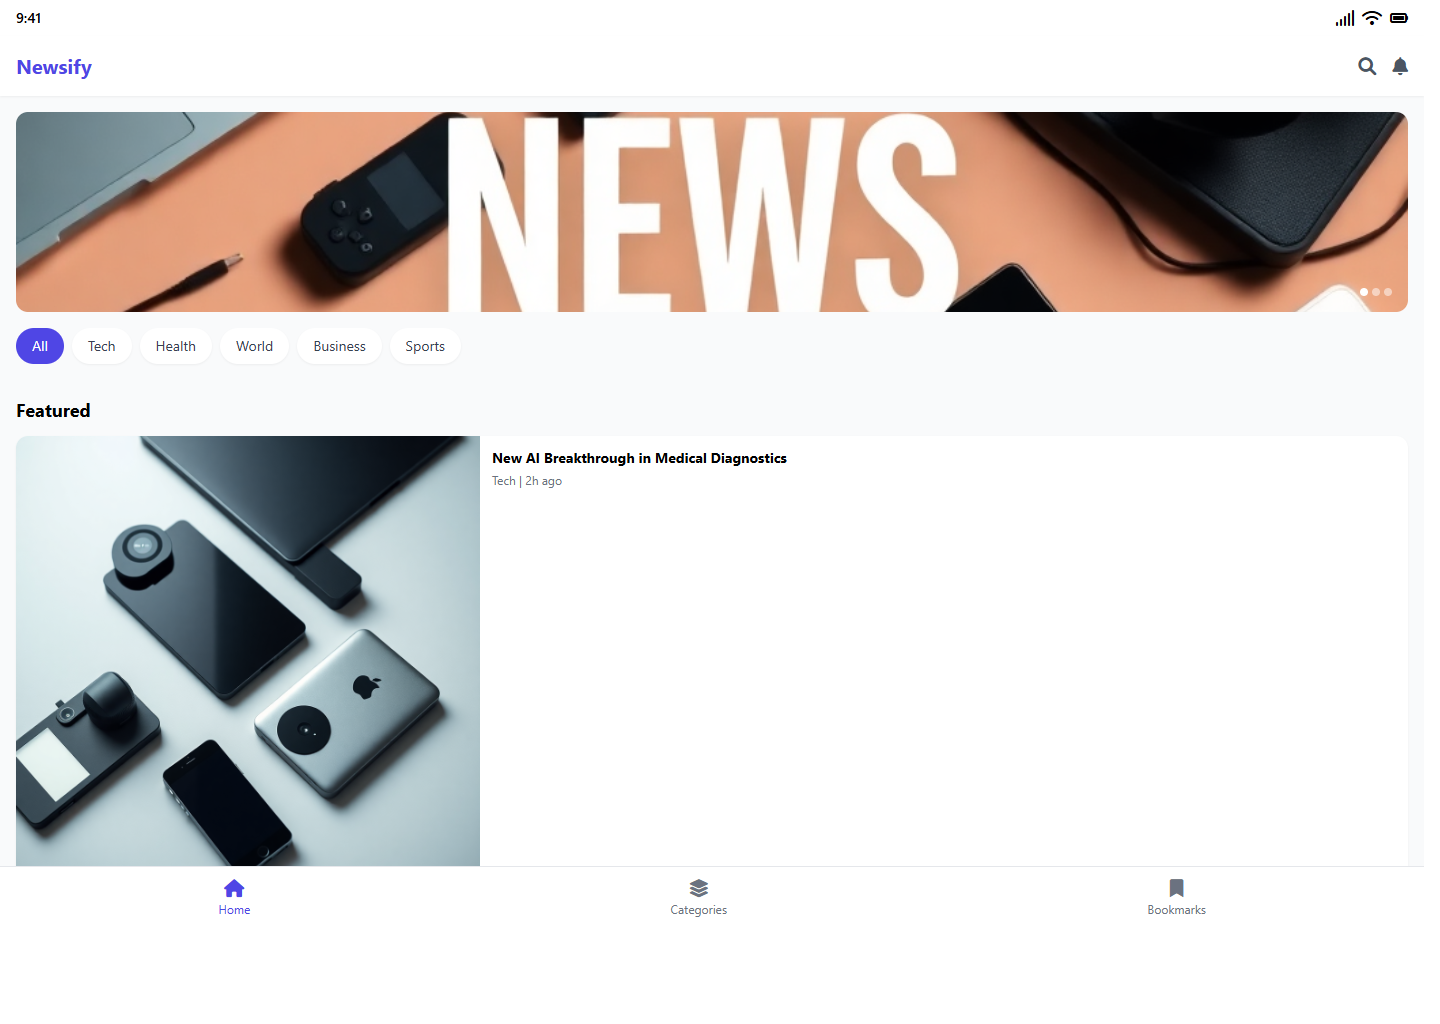 9:41
Newsify
NEWS
All
Tech
Health
World
Business
Sports
Featured
New AI Breakthrough in Medical Diagnostics
Tech | 2h ago
Home
Categories
Bookmarks